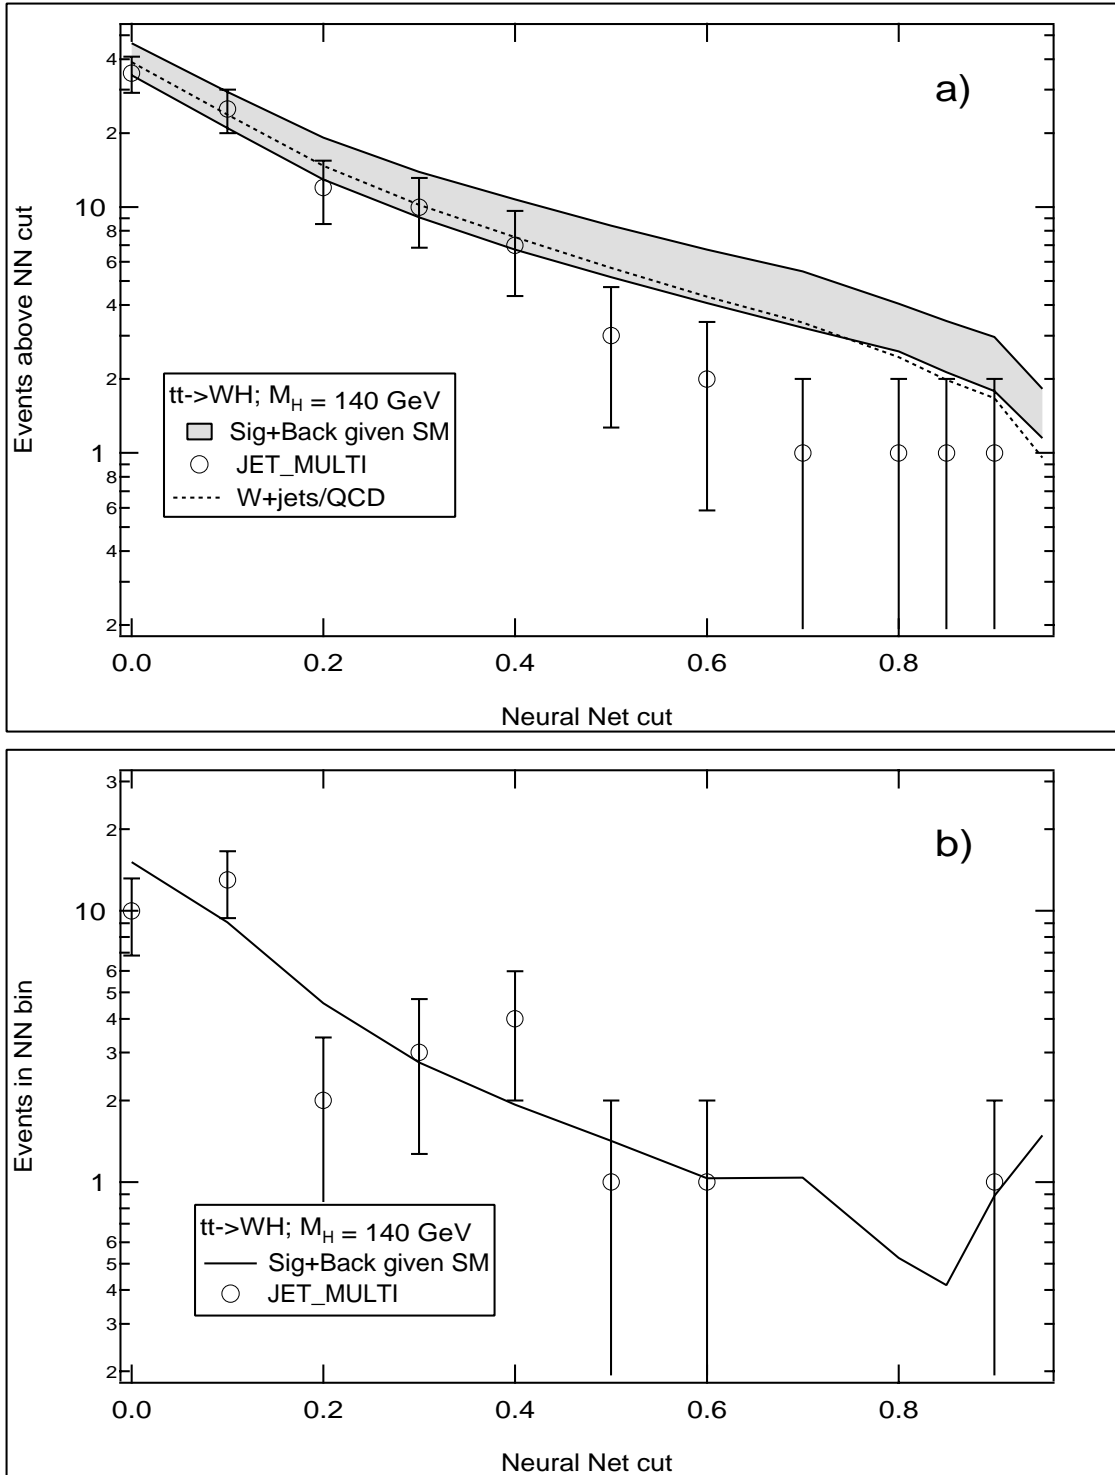 a)
4
2
10
8
6
4
2
1
8
6
4
2
Events above NN cut
tt->WH; M_H = 140 GeV
Sig+Back given SM
JET_MULTI
W+jets/QCD
0.0 0.2 0.4 0.6 0.8
Neural Net cut
b)
3
2
10
6
5
4
3
2
1
6
5
4
3
2
Events in NN bin
tt->WH; M_H = 140 GeV
Sig+Back given SM
JET_MULTI
0.0 0.2 0.4 0.6 0.8
Neural Net cut